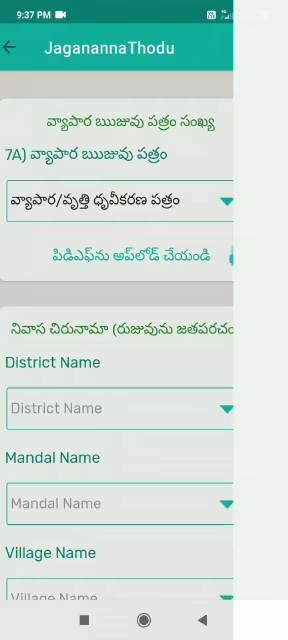 9:37 PM
JaganannaThodu
వ్యాపార ఋజువు పత్రం సంఖ్య
7A) వ్యాపార ఋజువు పత్రం
వ్యాపార/వృత్తి ధృవీకరణ పత్రం
పిడిఎఫ్‌ను అప్‌లోడ్ చేయండి
నివాస చిరునామా (రుజువును జతపరచం
District Name
District Name
Mandal Name
Mandal Name
Village Name
Village Name